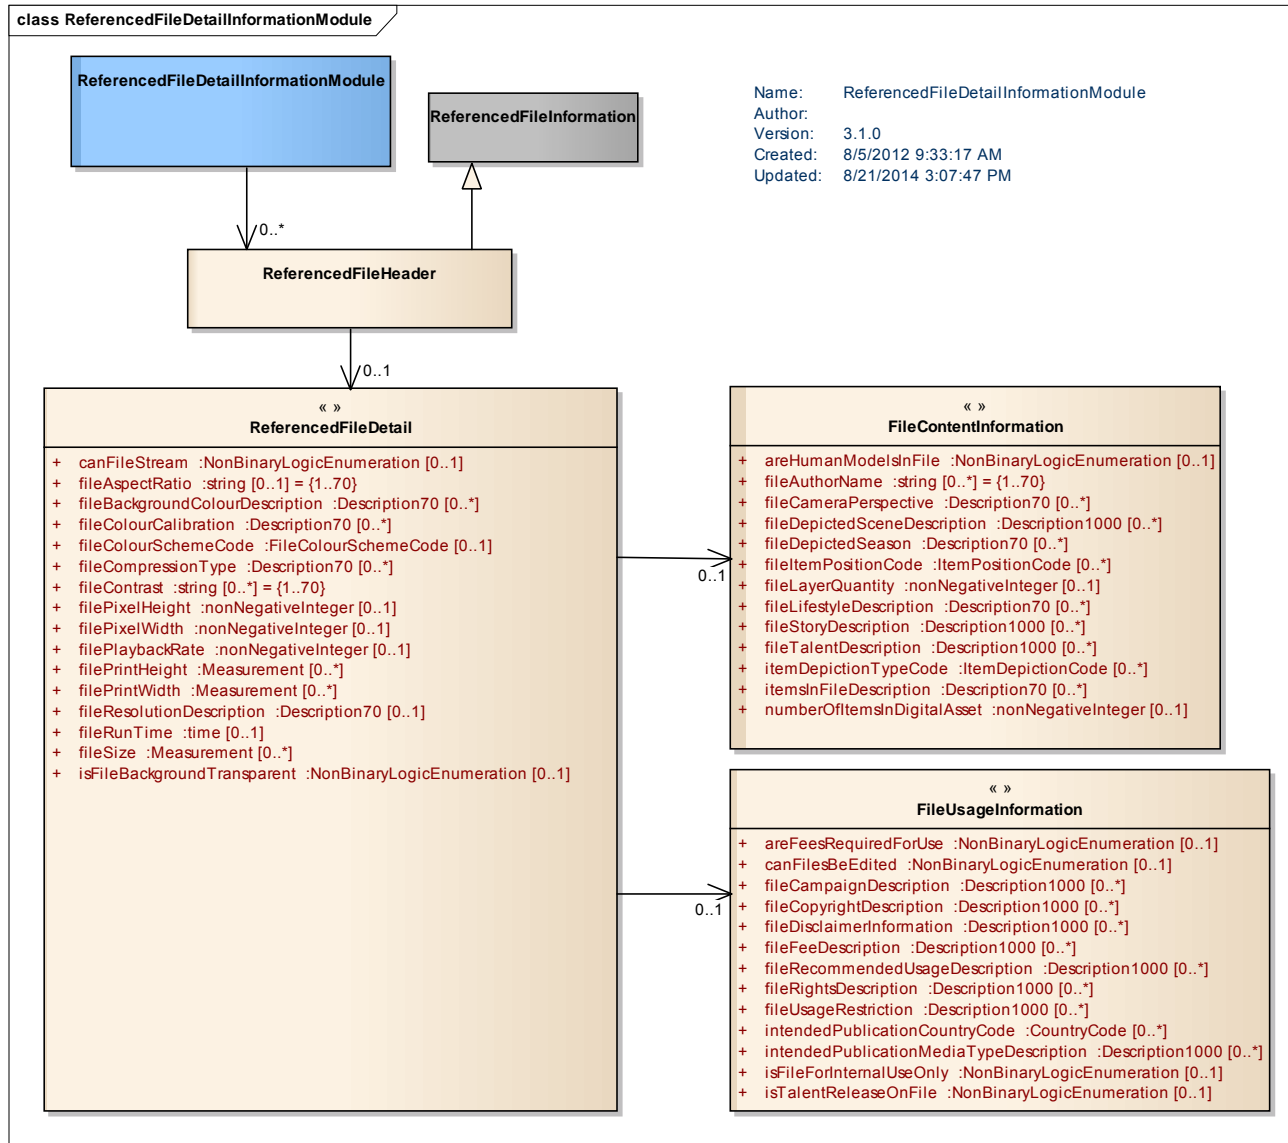 class ReferencedFileDetailInformationModule
ReferencedFileDetailInformationModule
ReferencedFileInformation
Name: ReferencedFileDetailInformationModule
Author:
Version: 3.1.0
Created: 8/5/2012 9:33:17 AM
Updated: 8/21/2014 3:07:47 PM
0..*
ReferencedFileHeader
0..1
« »
ReferencedFileDetail
+ canFileStream :NonBinaryLogicEnumeration [0..1]
+ fileAspectRatio :string [0..1] = {1..70}
+ fileBackgroundColourDescription :Description70 [0..*]
+ fileColourCalibration :Description70 [0..*]
+ fileColourSchemeCode :FileColourSchemeCode [0..1]
+ fileCompressionType :Description70 [0..*]
+ fileContrast :string [0..*] = {1..70}
+ filePixelHeight :nonNegativeInteger [0..1]
+ filePixelWidth :nonNegativeInteger [0..1]
+ filePlaybackRate :nonNegativeInteger [0..1]
+ filePrintHeight :Measurement [0..*]
+ filePrintWidth :Measurement [0..*]
+ fileResolutionDescription :Description70 [0..1]
+ fileRunTime :time [0..1]
+ fileSize :Measurement [0..*]
+ isFileBackgroundTransparent :NonBinaryLogicEnumeration [0..1]
0..1
« »
FileContentInformation
+ areHumanModelsInFile :NonBinaryLogicEnumeration [0..1]
+ fileAuthorName :string [0..*] = {1..70}
+ fileCameraPerspective :Description70 [0..*]
+ fileDepictedSceneDescription :Description1000 [0..*]
+ fileDepictedSeason :Description70 [0..*]
+ fileItemPositionCode :ItemPositionCode [0..*]
+ fileLayerQuantity :nonNegativeInteger [0..1]
+ fileLifestyleDescription :Description70 [0..*]
+ fileStoryDescription :Description1000 [0..*]
+ fileTalentDescription :Description1000 [0..*]
+ itemDepictionTypeCode :ItemDepictionCode [0..*]
+ itemsInFileDescription :Description70 [0..*]
+ numberOfItemsInDigitalAsset :nonNegativeInteger [0..1]
0..1
« »
FileUsageInformation
+ areFeesRequiredForUse :NonBinaryLogicEnumeration [0..1]
+ canFilesBeEdited :NonBinaryLogicEnumeration [0..1]
+ fileCampaignDescription :Description1000 [0..*]
+ fileCopyrightDescription :Description1000 [0..*]
+ fileDisclaimerInformation :Description1000 [0..*]
+ fileFeeDescription :Description1000 [0..*]
+ fileRecommendedUsageDescription :Description1000 [0..*]
+ fileRightsDescription :Description1000 [0..*]
+ fileUsageRestriction :Description1000 [0..*]
+ intendedPublicationCountryCode :CountryCode [0..*]
+ intendedPublicationMediaTypeDescription :Description1000 [0..*]
+ isFileForInternalUseOnly :NonBinaryLogicEnumeration [0..1]
+ isTalentReleaseOnFile :NonBinaryLogicEnumeration [0..1]